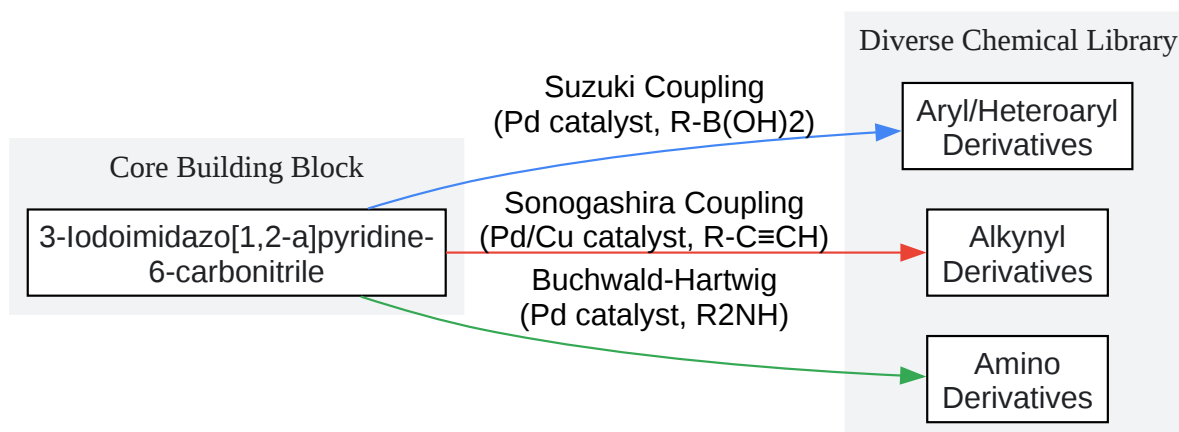 Diverse Chemical Library
Suzuki Coupling
(Pd catalyst, R-B(OH)2)
Aryl/Heteroaryl
Derivatives
Core Building Block
3-Iodoimidazo[1,2-a]pyridine-
6-carbonitrile
Sonogashira Coupling
(Pd/Cu catalyst, R-C≡CH)
Alkynyl
Derivatives
Buchwald-Hartwig
(Pd catalyst, R2NH)
Amino
Derivatives